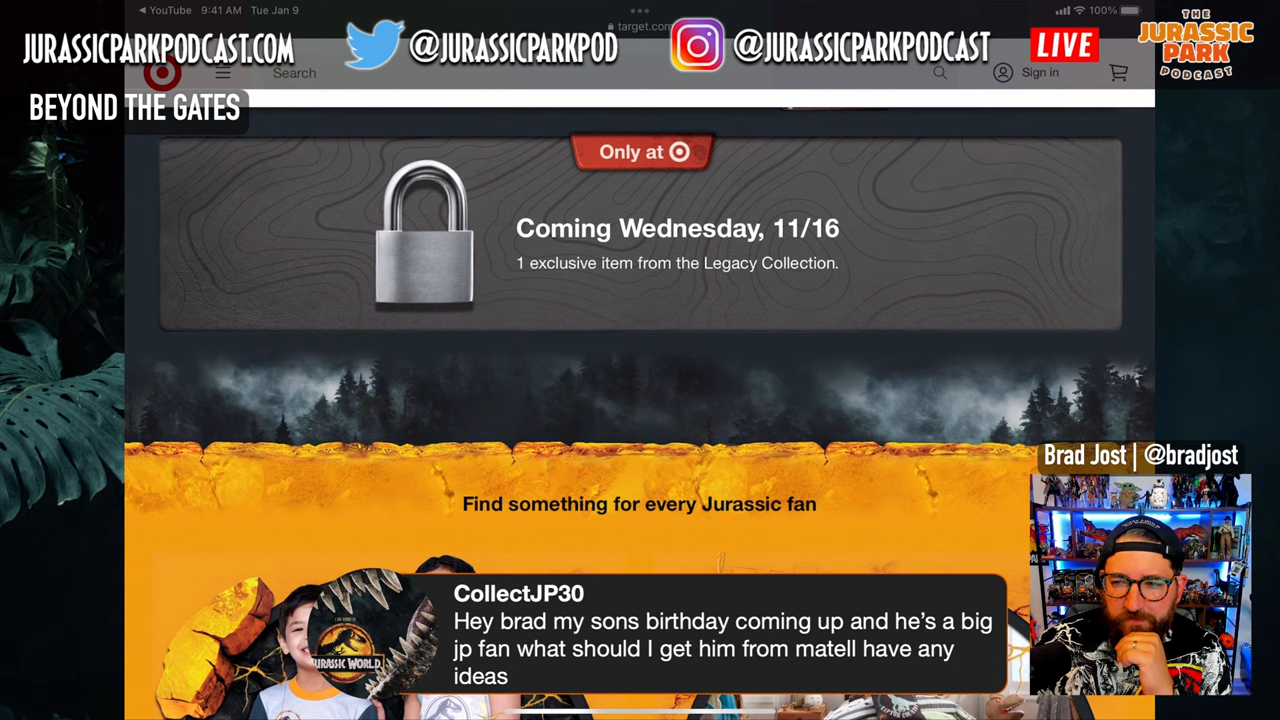 YouTube 9:41 AM Tue Jan 9
100%
target.com
JURASSICPARKPODCAST.COM
@JURASSICPARKPOD
@JURASSICPARKPODCAST
LIVE
THE
JURASSIC
PARK
PODCAST
Search
Sign in
BEYOND THE GATES
Only at
Coming Wednesday, 11/16
1 exclusive item from the Legacy Collection.
Find something for every Jurassic fan
Brad Jost | @bradjost
CollectJP30
Hey brad my sons birthday coming up and he's a big
jp fan what should I get him from matell have any
ideas
JURASSIC WORLD